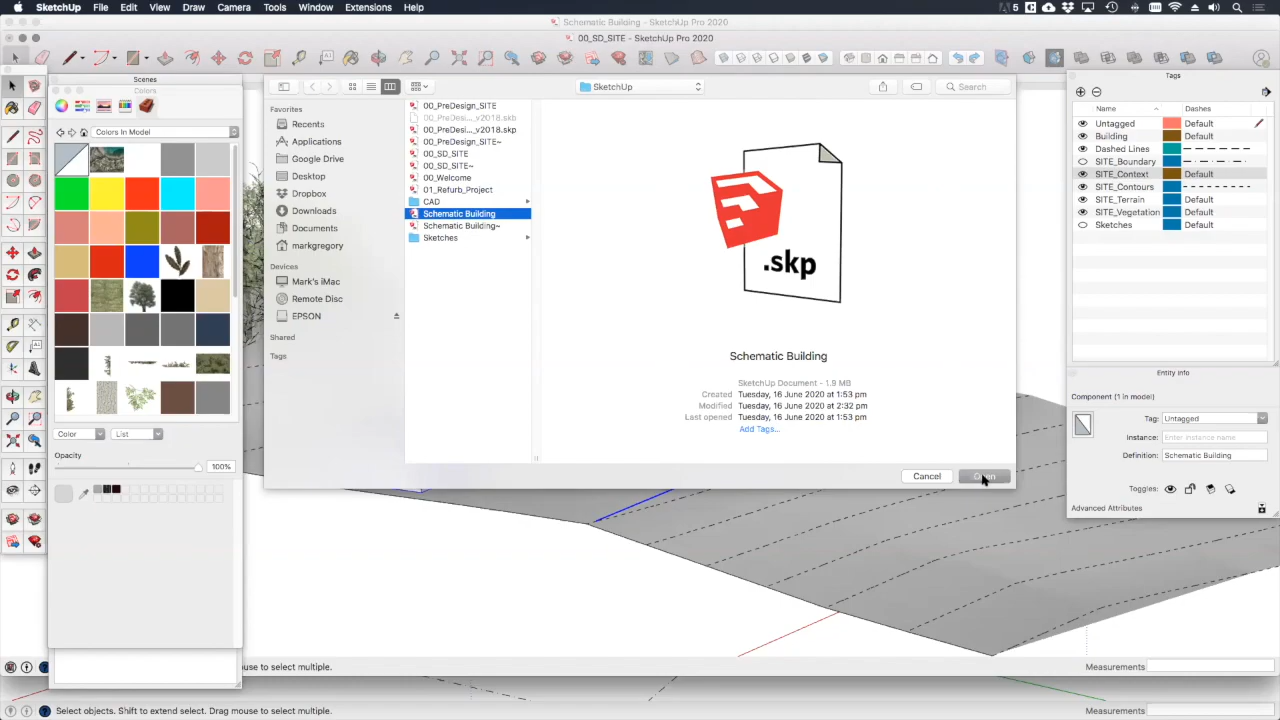 SketchUp File Edit View Draw Camera Tools Window Extensions Help
5
Schematic Building - SketchUp Pro 2020
00_SD_SITE - SketchUp Pro 2020
Scenes
Colors
Colors In Model
Color
List
Opacity
100%
SketchUp
Search
Favorites
Recents
Applications
Google Drive
Desktop
Dropbox
Downloads
Documents
markgregory
Devices
Mark's iMac
Remote Disc
EPSON
Shared
Tags
00_PreDesign_SITE
00_PreDesi..._v2018.skb
00_PreDesi..._v2018.skp
00_PreDesign_SITE~
00_SD_SITE
00_SD_SITE~
00_Welcome
01_Refurb_Project
CAD
Schematic Building
Schematic Building~
Sketches
.skp
Schematic Building
SketchUp Document - 1.9 MB
Created Tuesday, 16 June 2020 at 1:53 pm
Modified Tuesday, 16 June 2020 at 2:32 pm
Last opened Tuesday, 16 June 2020 at 1:53 pm
Add Tags...
Cancel
Open
Tags
Name Dashes
Untagged Default
Building Default
Dashed Lines
SITE_Boundary
SITE_Context Default
SITE_Contours
SITE_Terrain Default
SITE_Vegetation Default
Sketches Default
Entity Info
Component (1 in model)
Tag: Untagged
Instance: Enter instance name
Definition: Schematic Building
Toggles:
Advanced Attributes
use to select multiple.
Measurements
Select objects. Shift to extend select. Drag mouse to select multiple.
Measurements